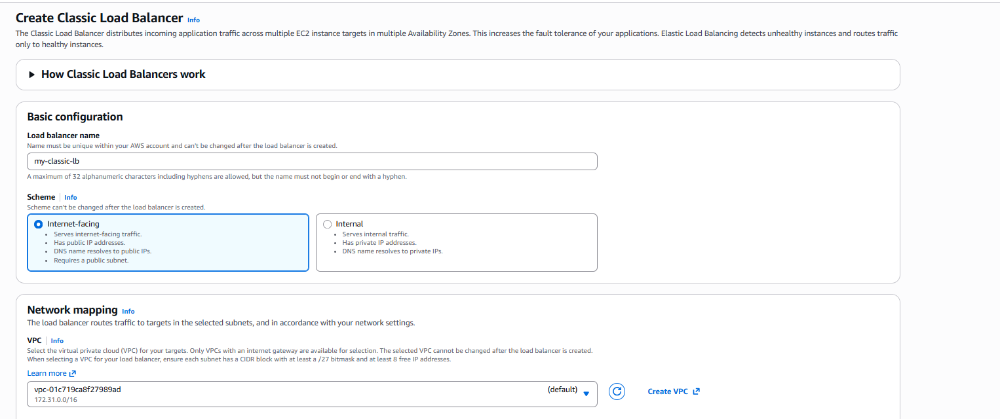 Create Classic Load Balancer Info
The Classic Load Balancer distributes incoming application traffic across multiple EC2 instance targets in multiple Availability Zones. This increases the fault tolerance of your applications. Elastic Load Balancing detects unhealthy instances and routes traffic
only to healthy instances.
How Classic Load Balancers work
Basic configuration
Load balancer name
Name must be unique within your AWS account and can't be changed after the load balancer is created.
my-classic-lb
A maximum of 32 alphanumeric characters including hyphens are allowed, but the name must not begin or end with a hyphen.
Scheme Info
Scheme can't be changed after the load balancer is created.
Internet-facing
• Serves internet-facing traffic.
• Has public IP addresses.
• DNS name resolves to public IPs.
• Requires a public subnet.
Internal
• Serves internal traffic.
• Has private IP addresses.
• DNS name resolves to private IPs.
Network mapping Info
The load balancer routes traffic to targets in the selected subnets, and in accordance with your network settings.
VPC Info
Select the virtual private cloud (VPC) for your targets. Only VPCs with an internet gateway are available for selection. The selected VPC cannot be changed after the load balancer is created.
When selecting a VPC for your load balancer, ensure each subnet has a CIDR block with at least a /27 bitmask and at least 8 free IP addresses.
Learn more
vpc-01c719ca8f27989ad (default)
172.31.0.0/16
Create VPC